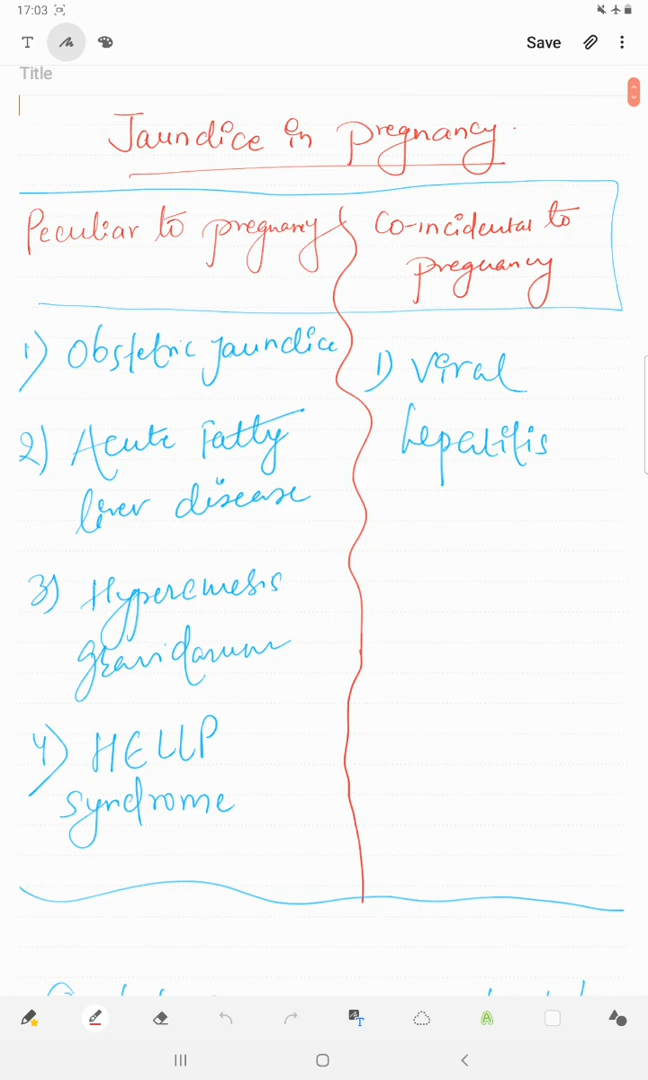 17:03
T
Save
Title
Jaundice in pregnancy.
Peculiar to pregnancy
Co-incidental to
pregnancy
1) Obstetric jaundice
2) Acute Fatty
liver disease
3) Hyperemesis
gravidarum
4) HELLP
syndrome
1) Viral
hepatitis